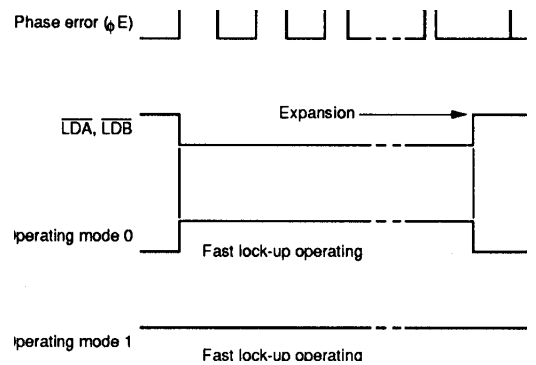 Phase error (ϕE)
LDA, LDB
Expansion
perating mode 0
Fast lock-up operating
perating mode 1
Fast lock-up operating